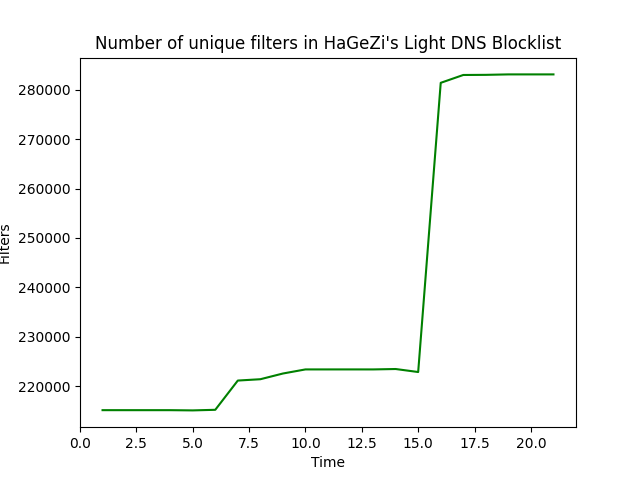 Number of unique filters in HaGeZi's Light DNS Blocklist
280000
270000
260000
250000
240000
230000
220000
Filters
0.0 2.5 5.0 7.5 10.0 12.5 15.0 17.5 20.0
Time